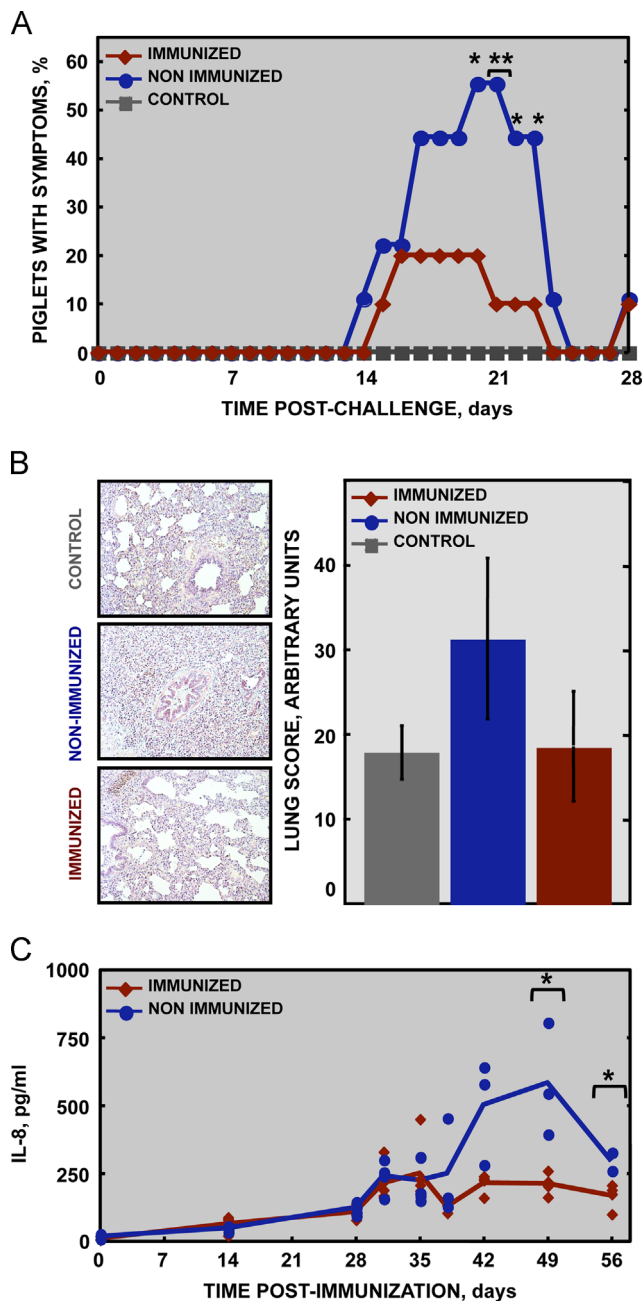 A
IMMUNIZED
NON IMMUNIZED
CONTROL
* **
* *
PIGLETS WITH SYMPTOMS, %
60
50
40
30
20
10
0
0 7 14 21 28
TIME POST-CHALLENGE, days
B
CONTROL
NON-IMMUNIZED
IMMUNIZED
IMMUNIZED
NON IMMUNIZED
CONTROL
LUNG SCORE, ARBITRARY UNITS
40
30
20
10
0
C
IMMUNIZED
NON IMMUNIZED
*
*
IL-8, pg/ml
1000
750
500
250
0
0 7 14 21 28 35 42 49 56
TIME POST-IMMUNIZATION, days